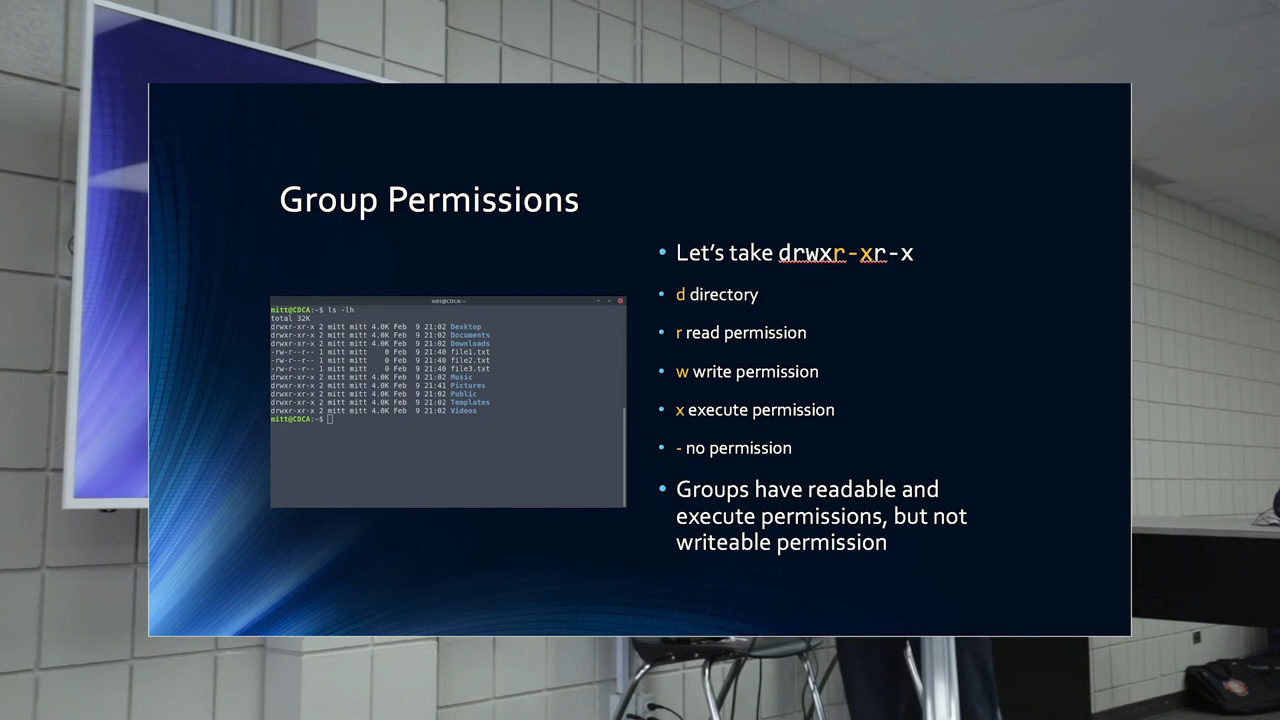 Group Permissions
mitt@CDCA:~
mitt@CDCA:~$ ls -lh
total 32K
drwxr-xr-x 2 mitt mitt 4.0K Feb  9 21:02 Desktop
drwxr-xr-x 2 mitt mitt 4.0K Feb  9 21:02 Documents
drwxr-xr-x 2 mitt mitt 4.0K Feb  9 21:02 Downloads
-rw-r--r-- 1 mitt mitt    0 Feb  9 21:40 file1.txt
-rw-r--r-- 1 mitt mitt    0 Feb  9 21:40 file2.txt
-rw-r--r-- 1 mitt mitt    0 Feb  9 21:40 file3.txt
drwxr-xr-x 2 mitt mitt 4.0K Feb  9 21:02 Music
drwxr-xr-x 2 mitt mitt 4.0K Feb  9 21:41 Pictures
drwxr-xr-x 2 mitt mitt 4.0K Feb  9 21:02 Public
drwxr-xr-x 2 mitt mitt 4.0K Feb  9 21:02 Templates
drwxr-xr-x 2 mitt mitt 4.0K Feb  9 21:02 Videos
mitt@CDCA:~$
• Let’s take drwxr-xr-x
• d directory
• r read permission
• w write permission
• x execute permission
• - no permission
• Groups have readable and
execute permissions, but not
writeable permission